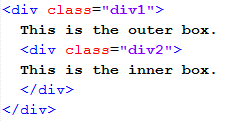 <div class="div1">
  This is the outer box.
  <div class="div2">
  This is the inner box.
  </div>
</div>